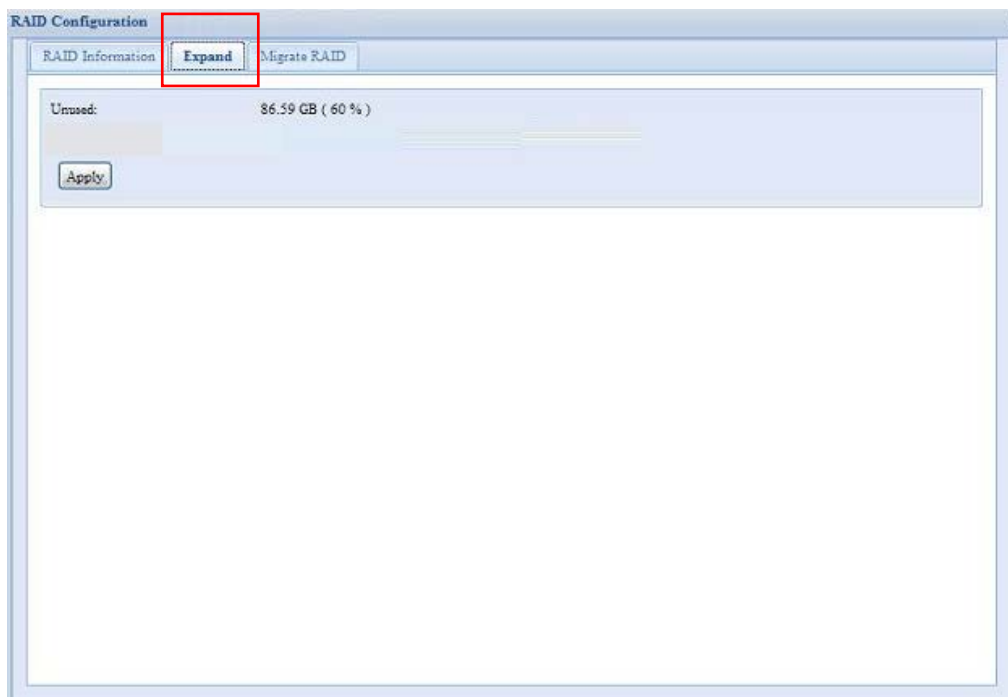 RAID Configuration
RAID Information Expand Migrate RAID
Unused: 86.59 GB ( 60 % )
Apply